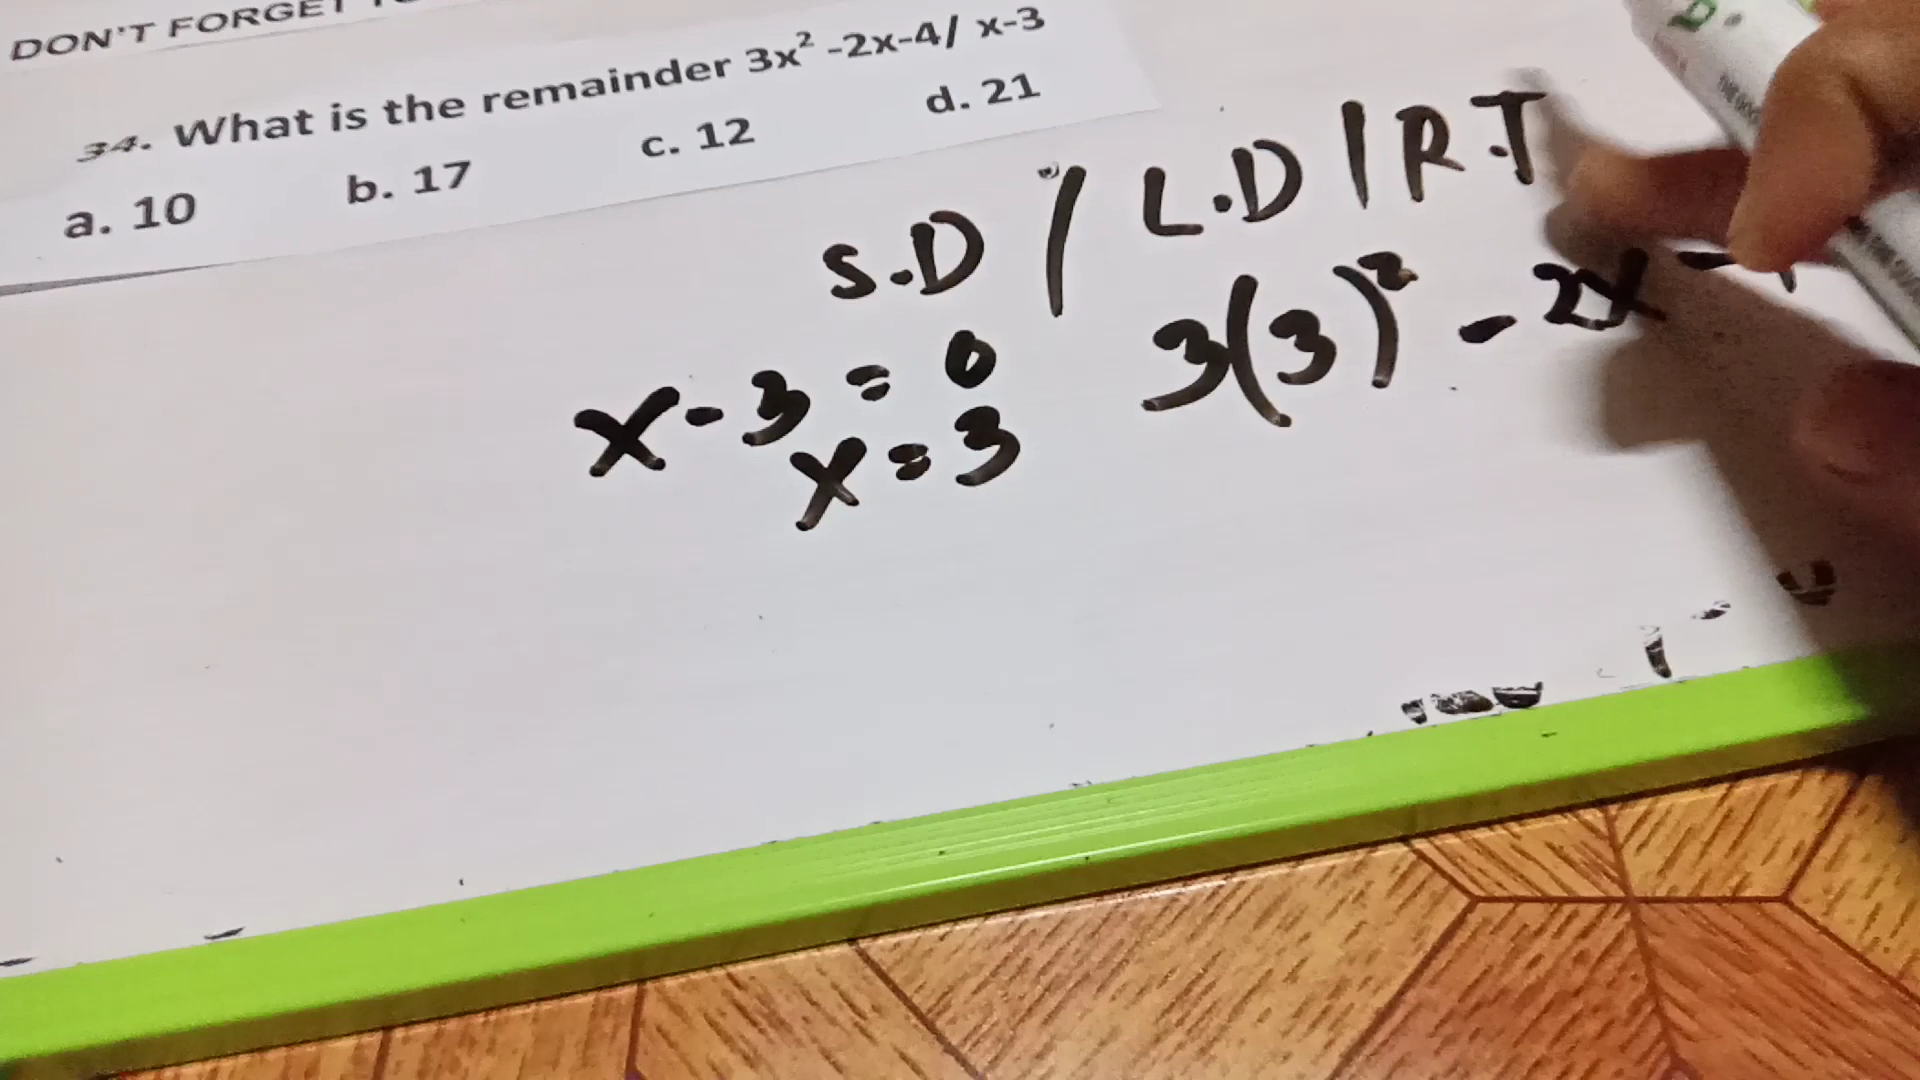 DON'T FORGET
34. What is the remainder 3x² -2x-4/ x-3
a. 10 b. 17 c. 12 d. 21
S.D / L.D / R.T
x - 3 = 0
x = 3
3(3)² - 2x -